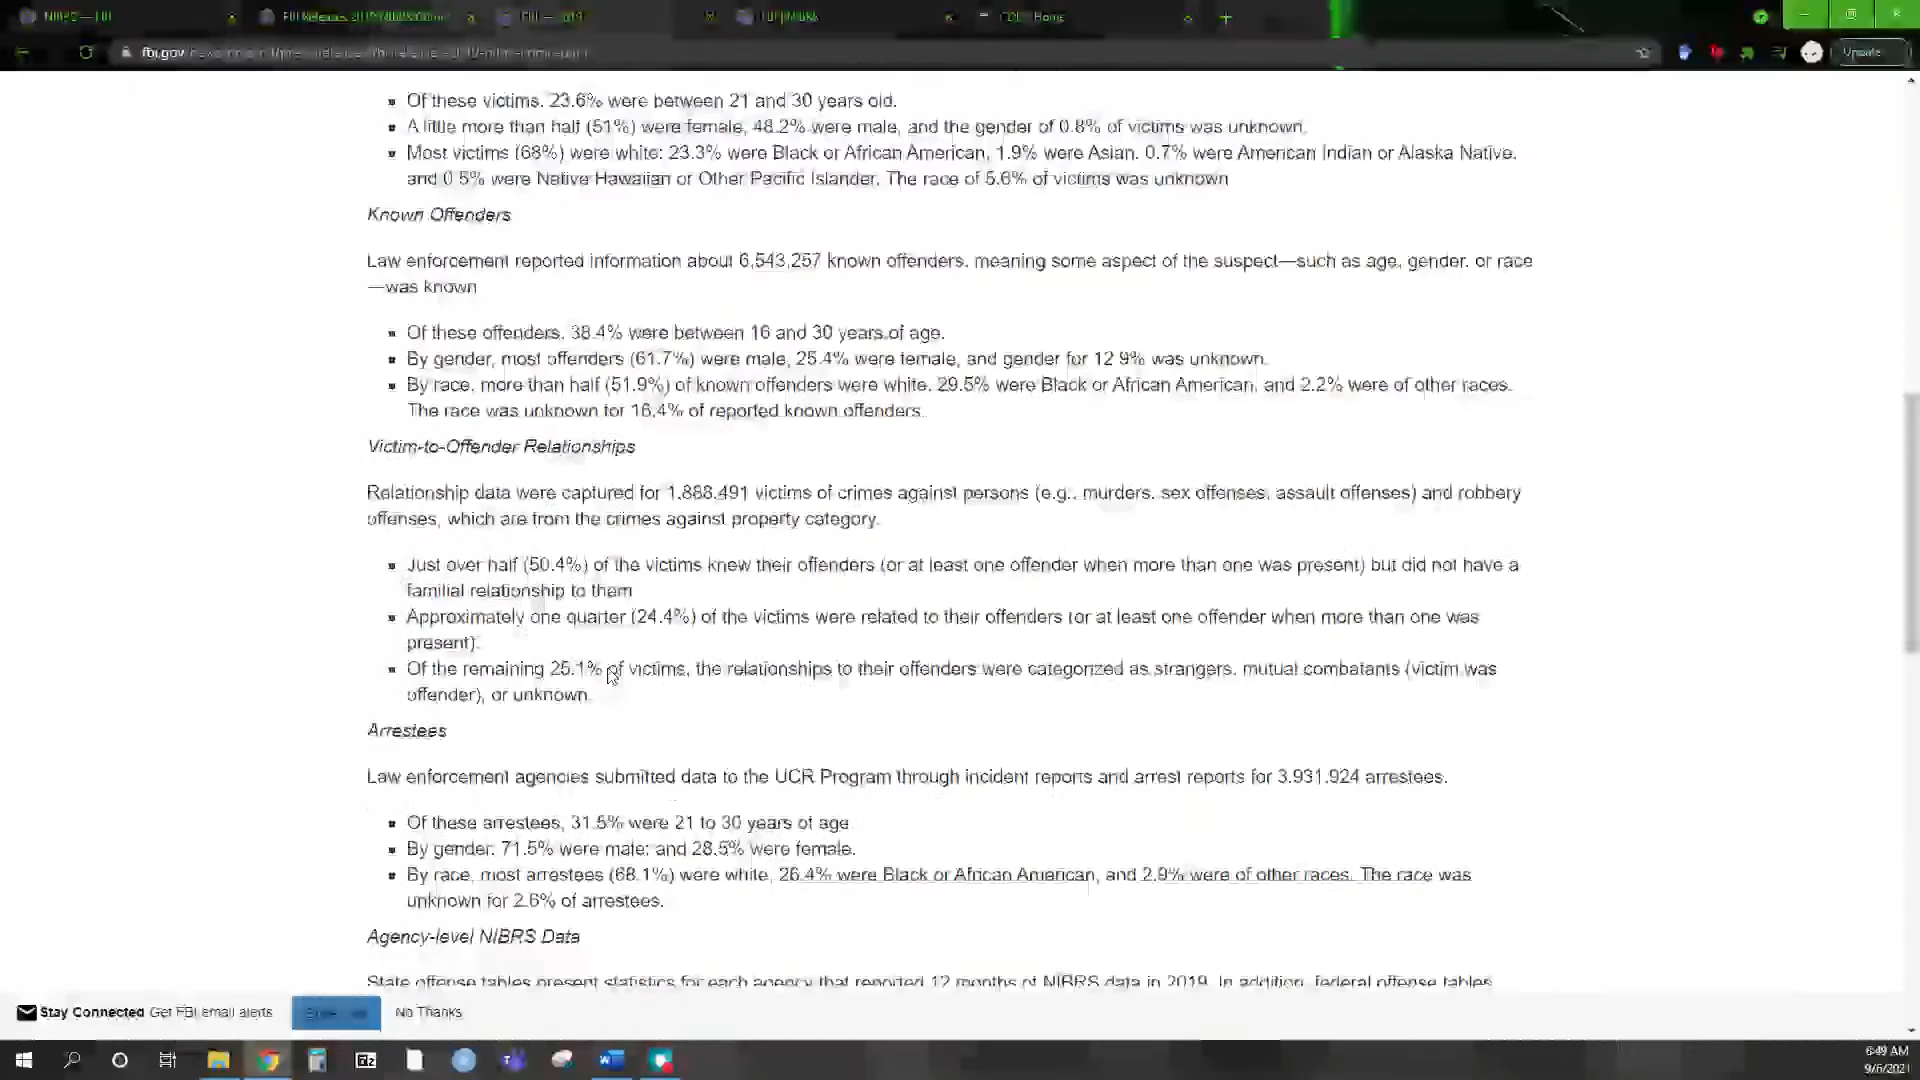 fbi.gov
Update
Of these victims. 23.6% were between 21 and 30 years old.
A little more than half (51%) were female, 48.2% were male, and the gender of 0.8% of victims was unknown.
Most victims (68%) were white: 23.3% were Black or African American, 1.9% were Asian. 0.7% were American Indian or Alaska Native.
and 0.5% were Native Hawaiian or Other Pacific Islander. The race of 5.6% of victims was unknown
Known Offenders
Law enforcement reported information about 6,543,257 known offenders. meaning some aspect of the suspect—such as age, gender. or race
—was known
Of these offenders. 38.4% were between 16 and 30 years of age.
By gender, most offenders (61.7%) were male, 25.4% were female, and gender for 12.9% was unknown.
By race, more than half (51.9%) of known offenders were white. 29.5% were Black or African American, and 2.2% were of other races.
The race was unknown for 16.4% of reported known offenders.
Victim-to-Offender Relationships
Relationship data were captured for 1.888.491 victims of crimes against persons (e.g., murders. sex offenses. assault offenses) and robbery
offenses, which are from the crimes against property category.
Just over half (50.4%) of the victims knew their offenders (or at least one offender when more than one was present) but did not have a
familial relationship to them
Approximately one quarter (24.4%) of the victims were related to their offenders (or at least one offender when more than one was
present).
Of the remaining 25.1% of victims, the relationships to their offenders were categorized as strangers. mutual combatants (victim was
offender), or unknown.
Arrestees
Law enforcement agencies submitted data to the UCR Program through incident reports and arrest reports for 3.931.924 arrestees.
Of these arrestees, 31.5% were 21 to 30 years of age
By gender: 71.5% were male; and 28.5% were female.
By race, most arrestees (68.1%) were white, 26.4% were Black or African American, and 2.9% were of other races. The race was
unknown for 2.6% of arrestees.
Agency-level NIBRS Data
State offense tables present statistics for each agency that reported 12 months of NIBRS data in 2019. In addition, federal offense tables
Stay Connected Get FBI email alerts
No Thanks
6:49 AM
9/6/2021